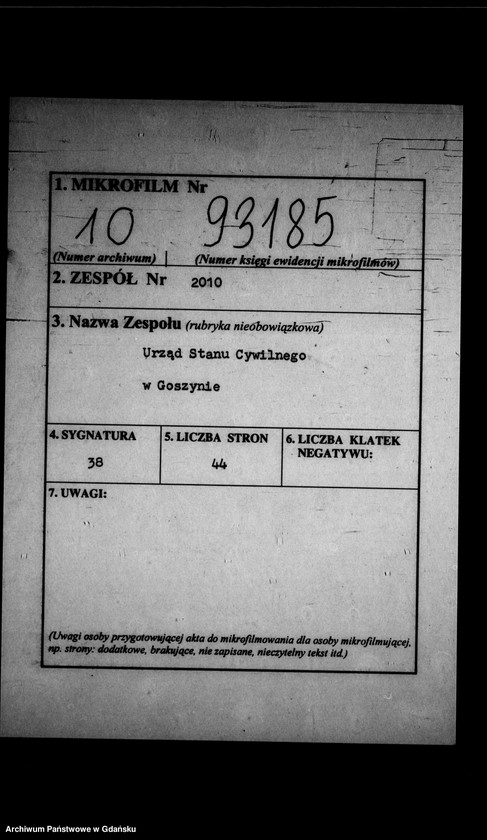 1. MIKROFILM Nr
10 93185
(Numer archiwum) (Numer księgi ewidencji mikrofilmów)
2. ZESPÓŁ Nr 2010
3. Nazwa Zespołu (rubryka nieobowiązkowa)
Urząd Stanu Cywilnego
w Goszynie
4. SYGNATURA 5. LICZBA STRON 6. LICZBA KLATEK
NEGATYWU:
38 44
7. UWAGI:
(Uwagi osoby przygotowującej akta do mikrofilmowania dla osoby mikrofilmującej,
np. strony: dodatkowe, brakujące, nie zapisane, nieczytelny tekst itd.)
Archiwum Państwowe w Gdańsku